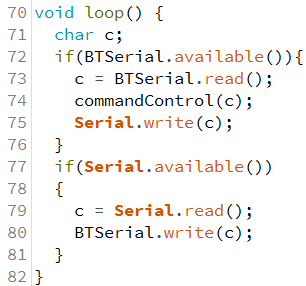 70 void loop() {
71   char c;
72   if(BTSerial.available()){
73     c = BTSerial.read();
74     commandControl(c);
75     Serial.write(c);
76   }
77   if(Serial.available())
78   {
79     c = Serial.read();
80     BTSerial.write(c);
81   }
82 }